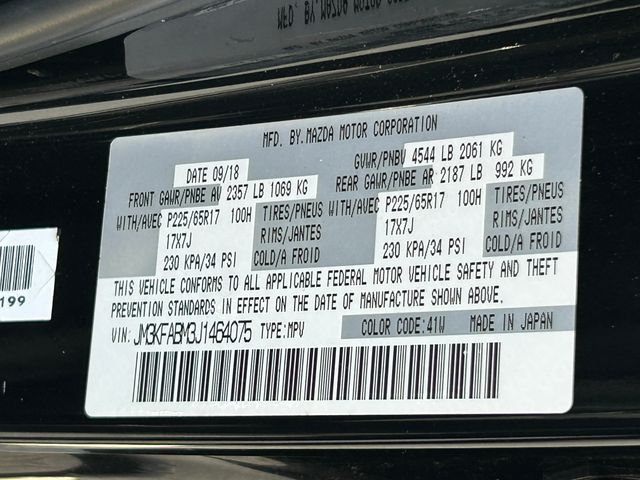 MFD. BY.MAZDA MOTOR CORPORATION
DATE 09/18 GVWR/PNBV 4544 LB 2061 KG
FRONT GAWR/PNBE AV 2357 LB 1069 KG REAR GAWR/PNBE AR 2187 LB 992 KG
WITH/AVEC P225/65R17 100H TIRES/PNEUS WITH/AVEC P225/65R17 100H TIRES/PNEUS
17X7J RIMS/JANTES 17X7J RIMS/JANTES
230 KPA/34 PSI COLD/A FROID 230 KPA/34 PSI COLD/A FROID
THIS VEHICLE CONFORMS TO ALL APPLICABLE FEDERAL MOTOR VEHICLE SAFETY AND THEFT
PREVENTION STANDARDS IN EFFECT ON THE DATE OF MANUFACTURE SHOWN ABOVE.
VIN: JM3KFABM3J1464075 TYPE:MPV COLOR CODE:41W MADE IN JAPAN
199